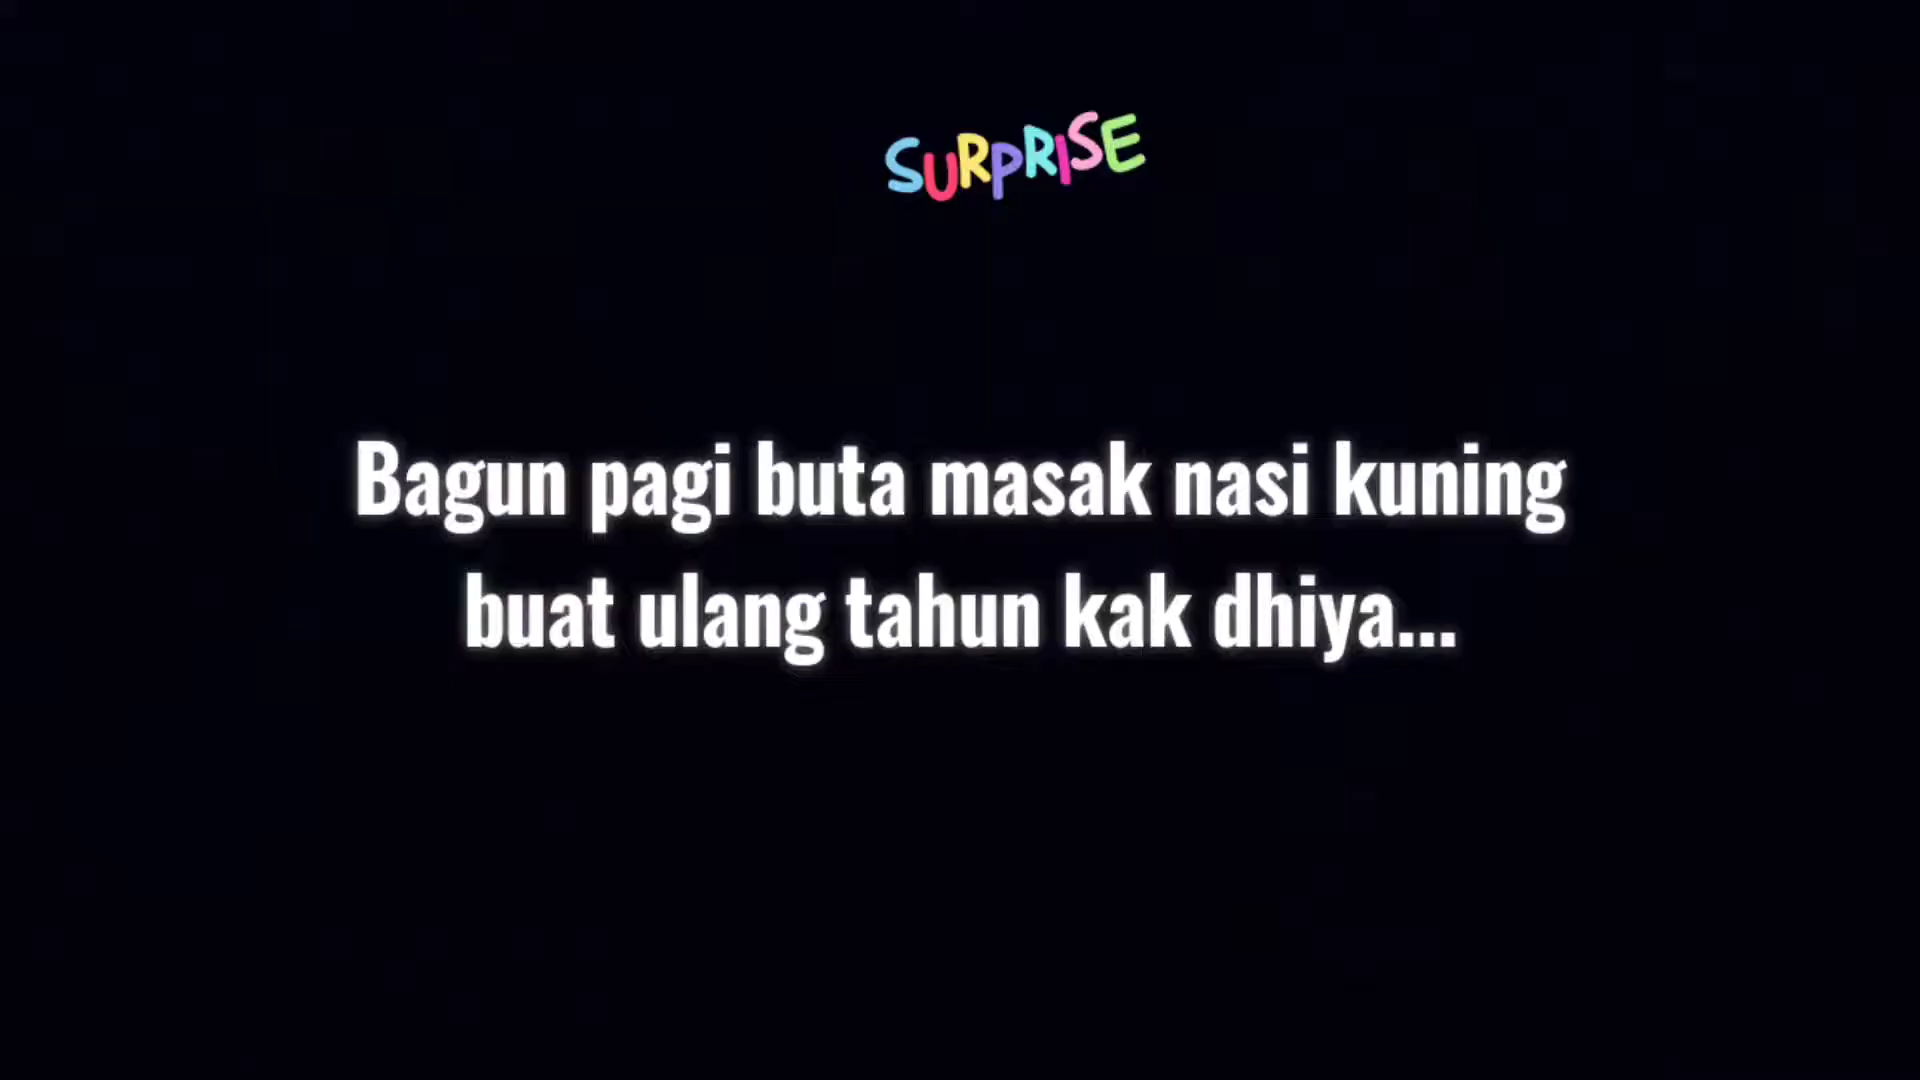 SURPRISE
Bagun pagi buta masak nasi kuning
buat ulang tahun kak dhiya...